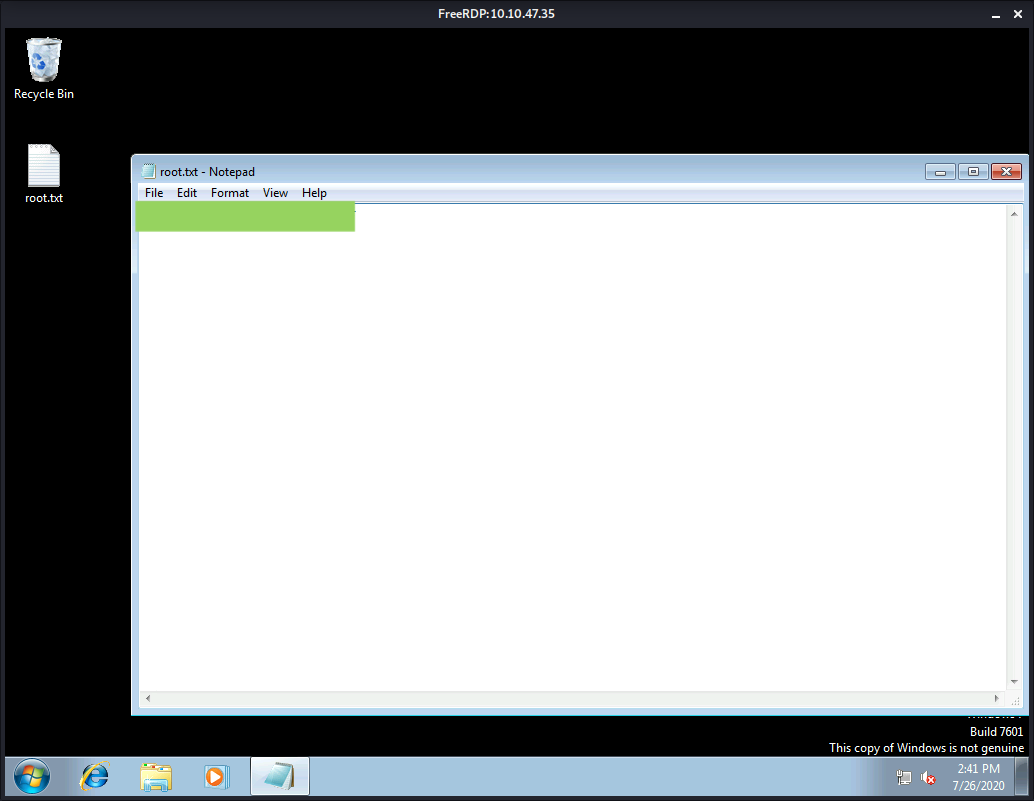 FreeRDP:10.10.47.35
Recycle Bin
root.txt
root.txt - Notepad
File Edit Format View Help
Build 7601
This copy of Windows is not genuine
2:41 PM
7/26/2020